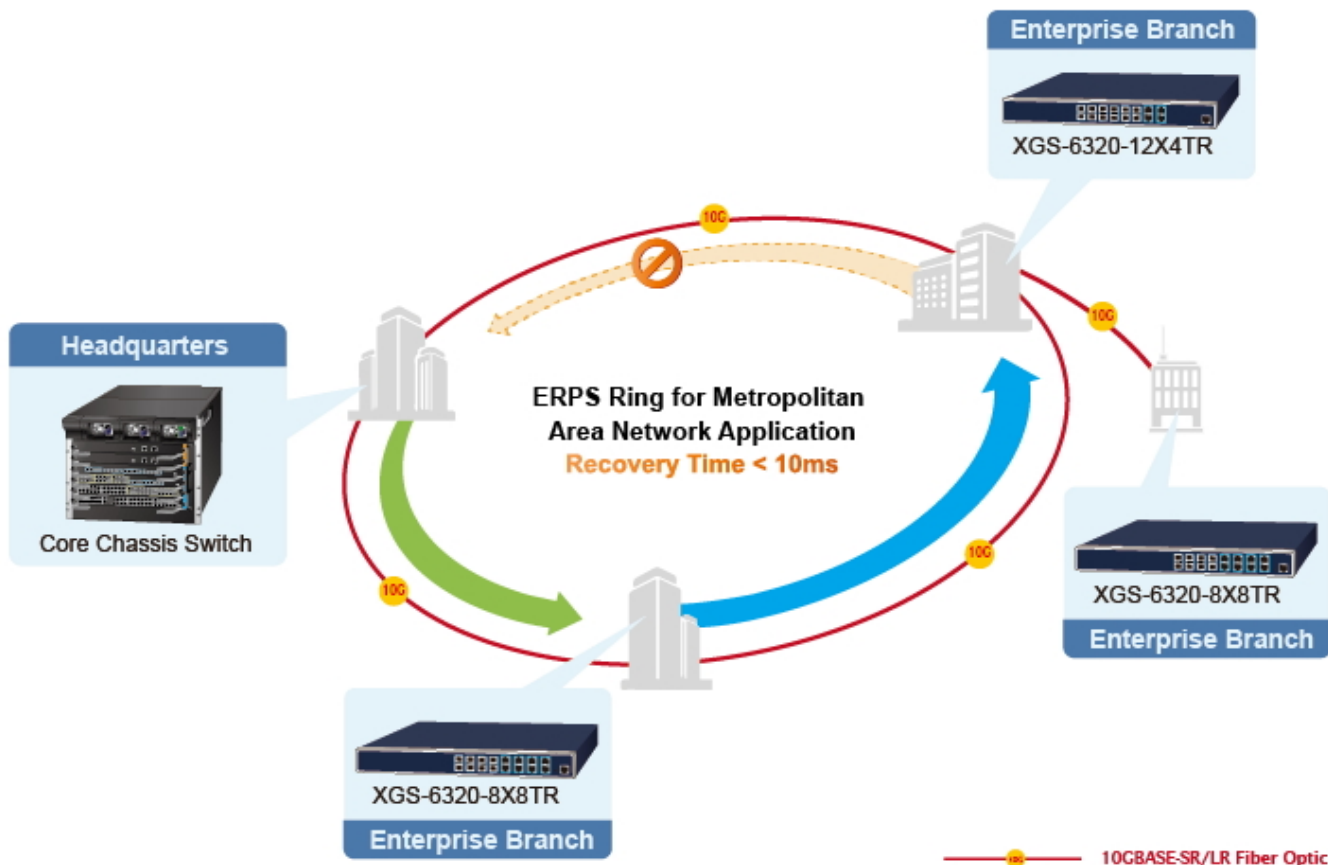 Enterprise Branch
XGS-6320-12X4TR
10G
10G
Headquarters
Core Chassis Switch
ERPS Ring for Metropolitan
Area Network Application
Recovery Time < 10ms
10G
10G
XGS-6320-8X8TR
Enterprise Branch
XGS-6320-8X8TR
Enterprise Branch
10G
10GBASE-SR/LR Fiber Optic